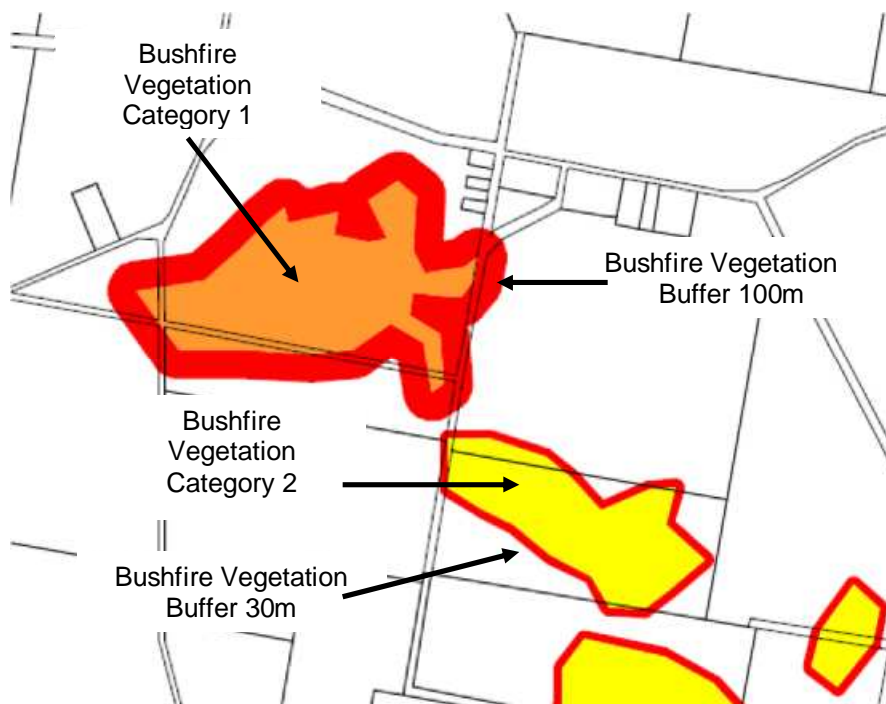 Bushfire
Vegetation
Category 1
Bushfire Vegetation
Buffer 100m
Bushfire
Vegetation
Category 2
Bushfire Vegetation
Buffer 30m